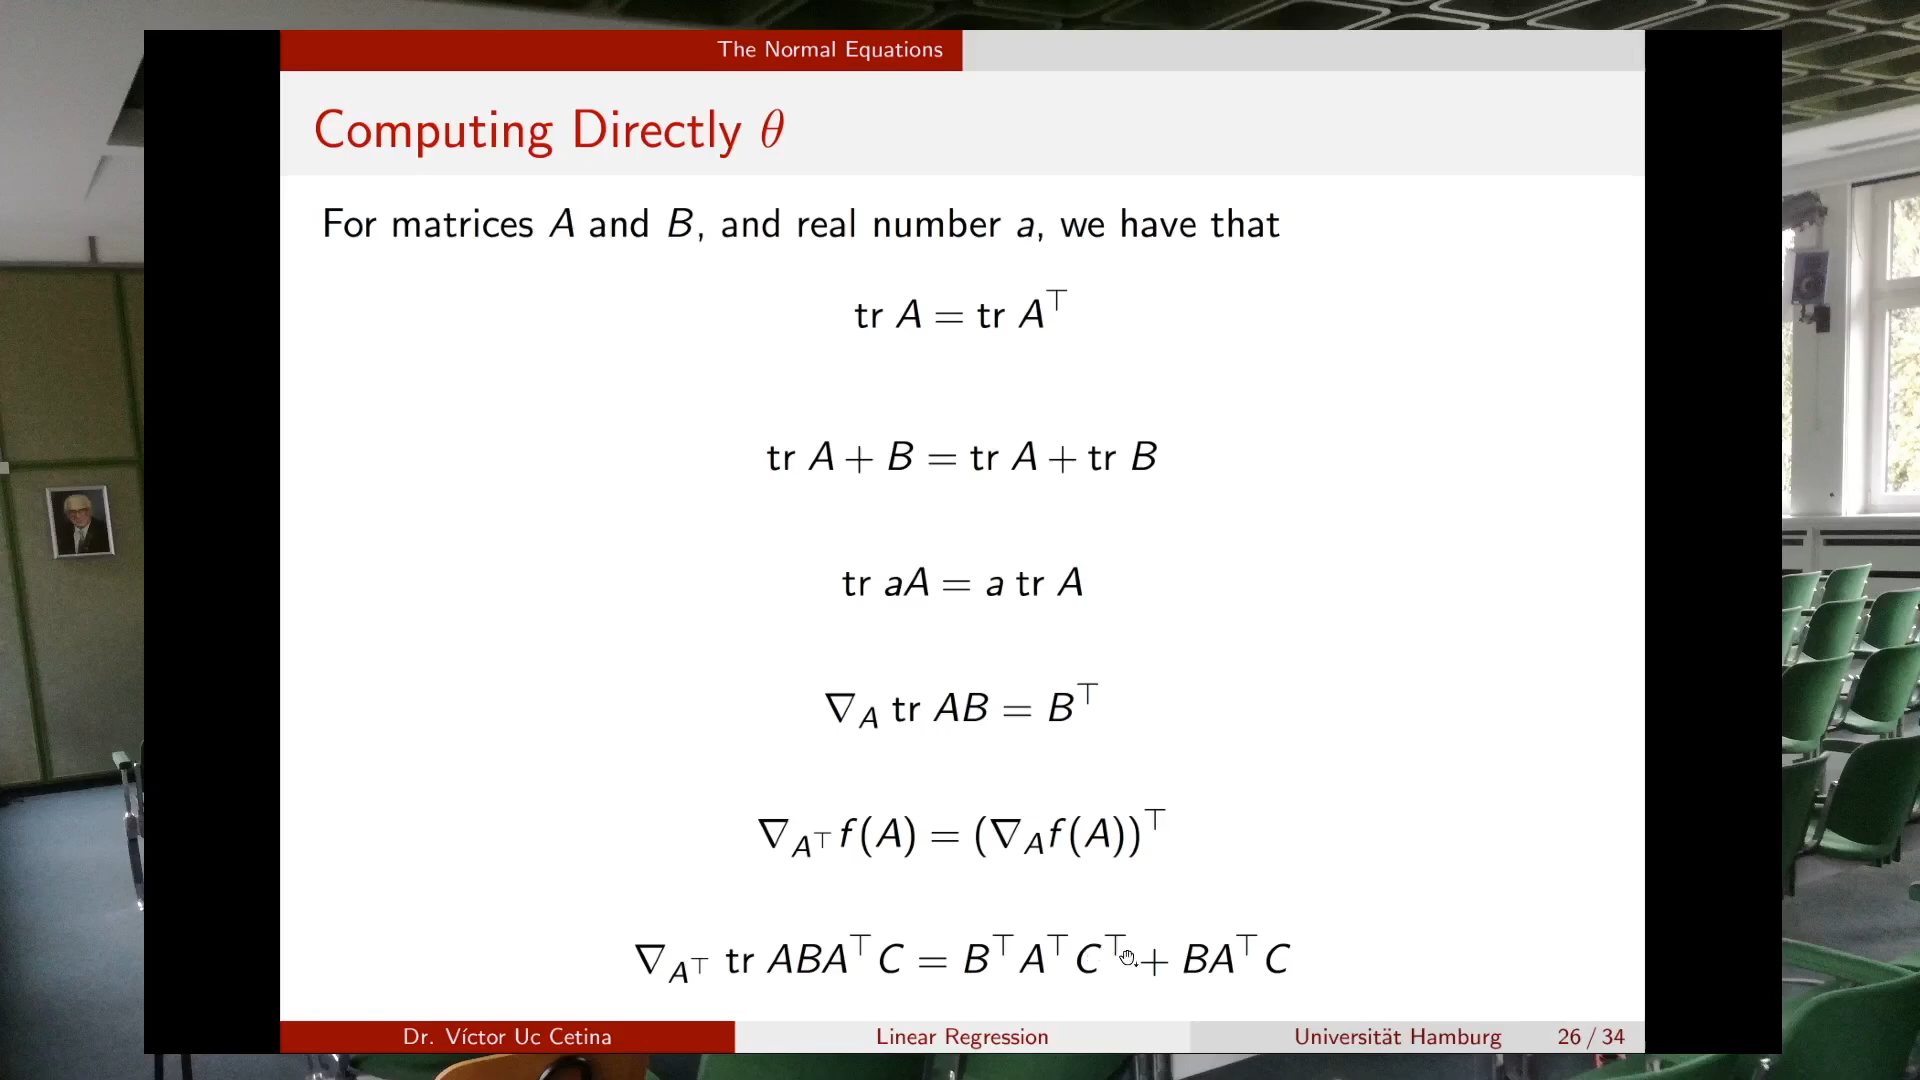 The Normal Equations
Computing Directly θ
For matrices A and B, and real number a, we have that
tr A = tr A⊤
tr A + B = tr A + tr B
tr aA = a tr A
∇_A tr AB = B⊤
∇_A⊤ f(A) = (∇_A f(A))⊤
∇_A⊤ tr ABA⊤C = B⊤A⊤C⊤ + BA⊤C
Dr. Víctor Uc Cetina Linear Regression Universität Hamburg 26 / 34